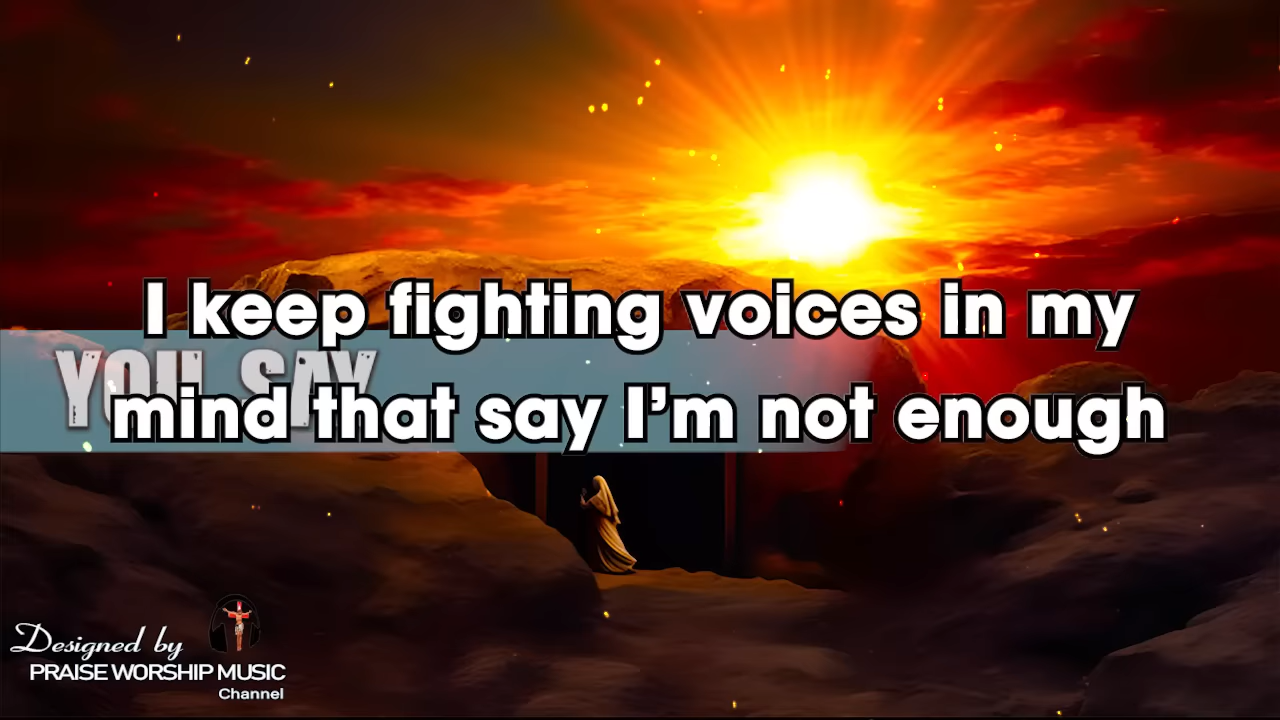 I keep fighting voices in my
YOU SAY
mind that say I'm not enough
Designed by
PRAISE WORSHIP MUSIC
Channel